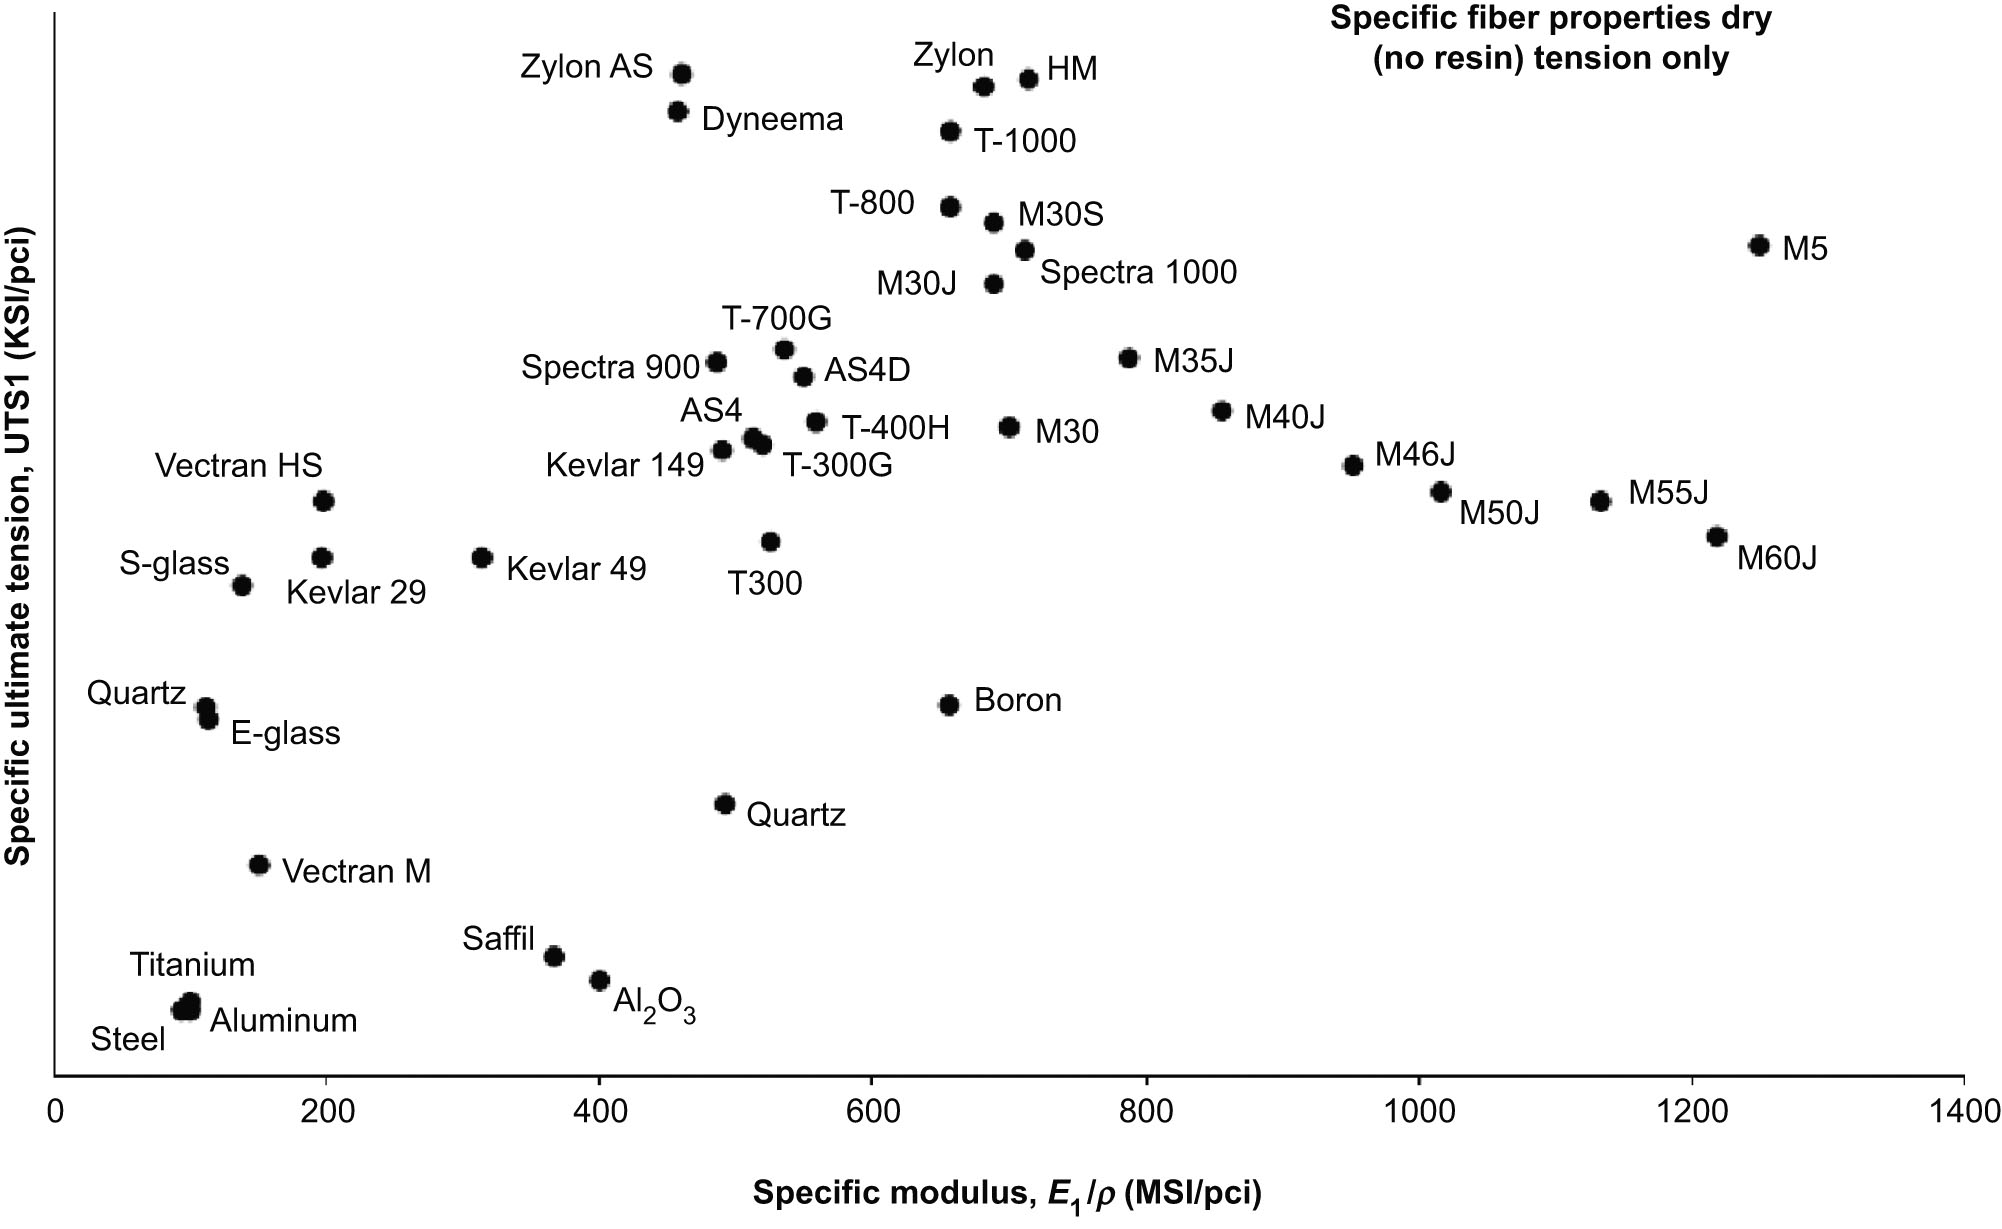 Specific fiber properties dry
(no resin) tension only
Zylon AS
Zylon
HM
Dyneema
T-1000
T-800
M30S
M5
Spectra 1000
M30J
T-700G
Spectra 900
AS4D
M35J
AS4
T-400H
M30
M40J
Kevlar 149
T-300G
M46J
Vectran HS
M50J
M55J
S-glass
Kevlar 29
Kevlar 49
T300
M60J
Quartz
E-glass
Boron
Quartz
Vectran M
Saffil
Titanium
Al2O3
Aluminum
Steel
Specific ultimate tension, UTS1 (KSI/pci)
0 200 400 600 800 1000 1200 1400
Specific modulus, E1/ρ (MSI/pci)